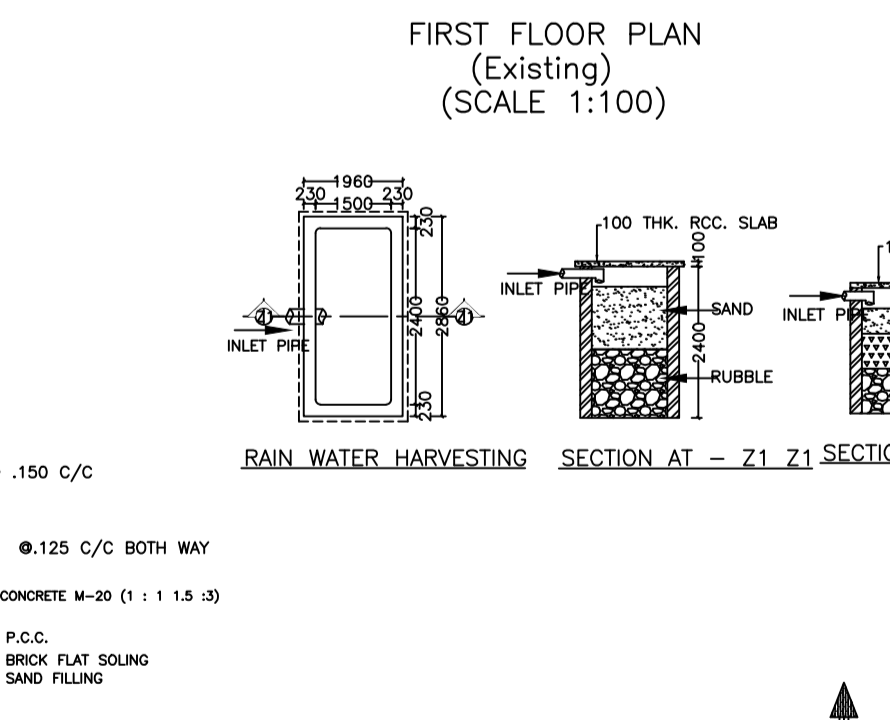 FIRST FLOOR PLAN
(Existing)
(SCALE 1:100)
1960
230 230
1500
230
2400
2860
230
Z1
Z1
INLET PIPE
RAIN WATER HARVESTING
100 THK. RCC. SLAB
100
INLET PIPE
SAND
2400
RUBBLE
SECTION AT - Z1 Z1
INLET PIPE
SECTIO
.150 C/C
@.125 C/C BOTH WAY
CONCRETE M-20 (1 : 1 1.5 :3)
P.C.C.
BRICK FLAT SOLING
SAND FILLING